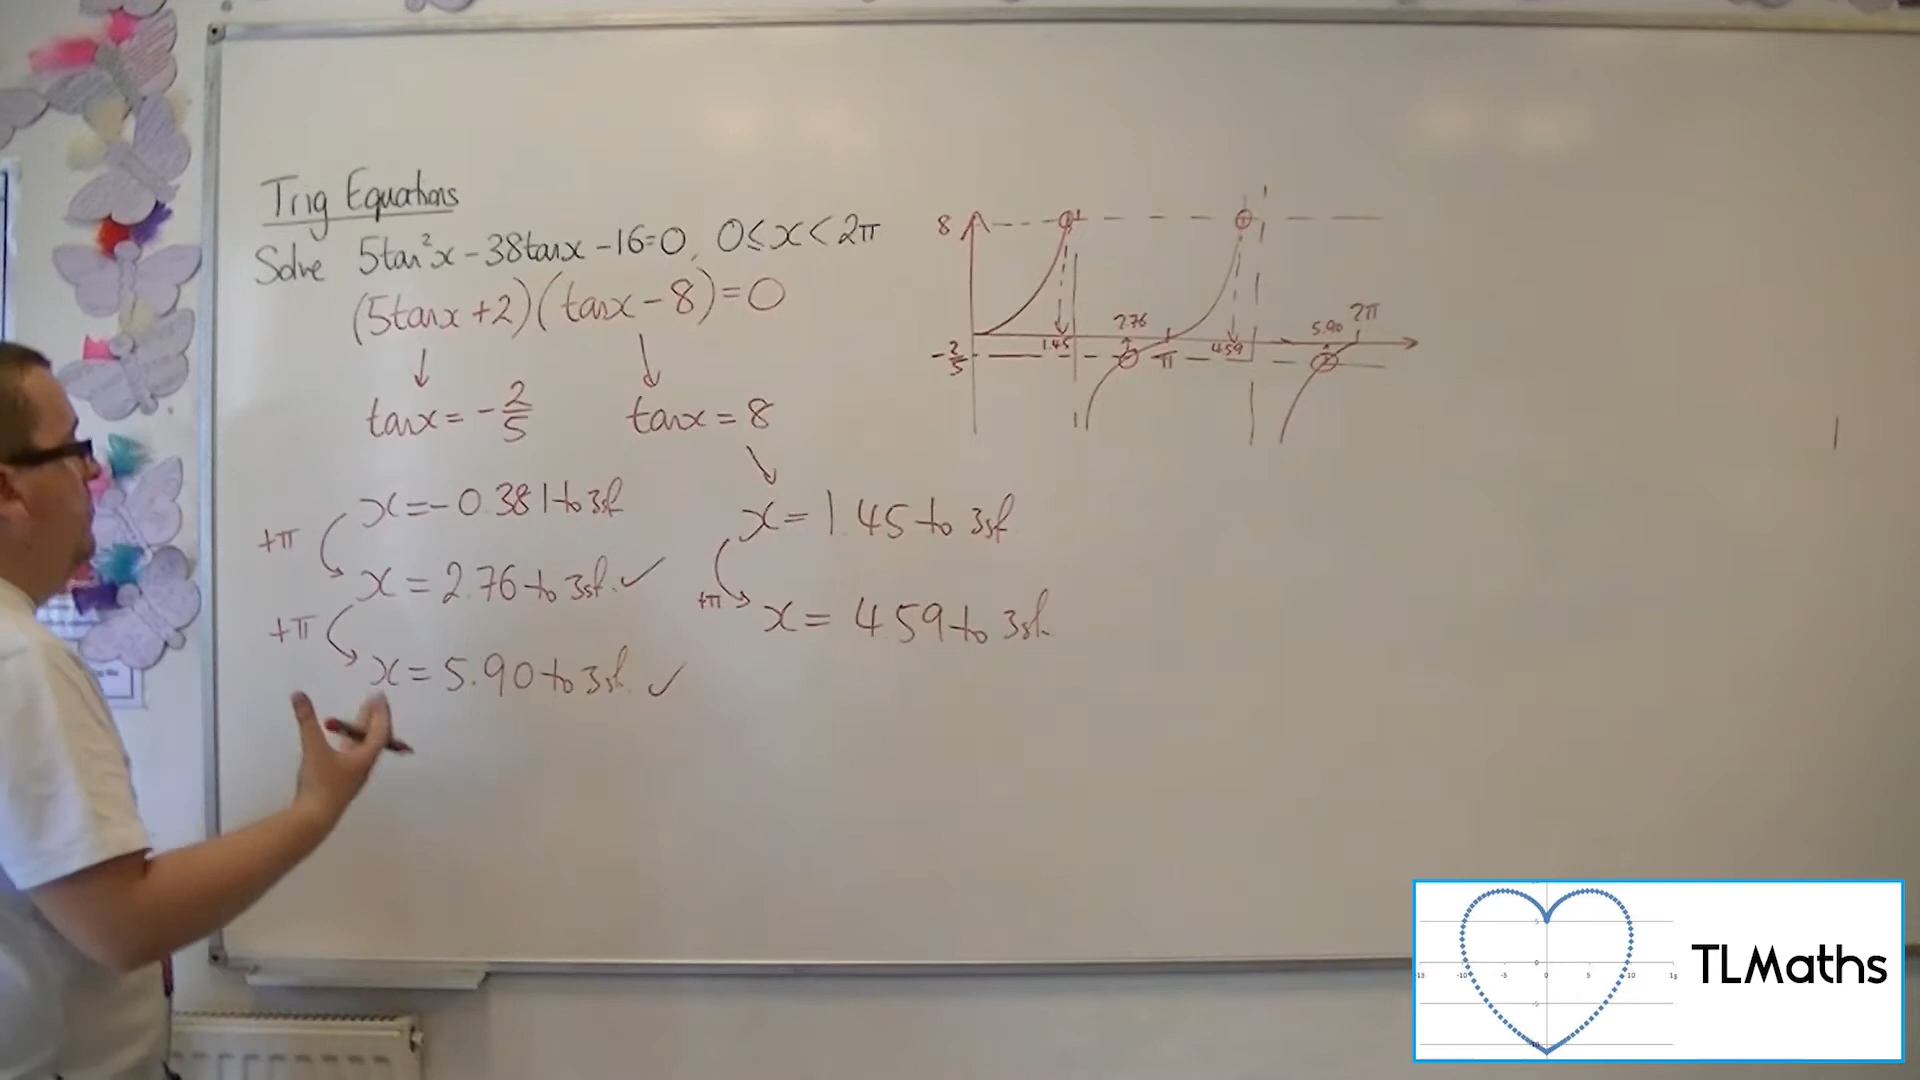 Trig Equations
Solve 5tan²x - 38tanx - 16 = 0, 0 ≤ x < 2π
(5tanx + 2)(tanx - 8) = 0
↓ ↓
tanx = -2/5 tanx = 8
x = -0.381 to 3sf
+π
x = 2.76 to 3sf. ✓
+π
x = 5.90 to 3sf. ✓
x = 1.45 to 3sf
+π
x = 4.59 to 3sf.
8
2.76
5.90
2π
-2/5
1.45
π
4.59
TLMaths